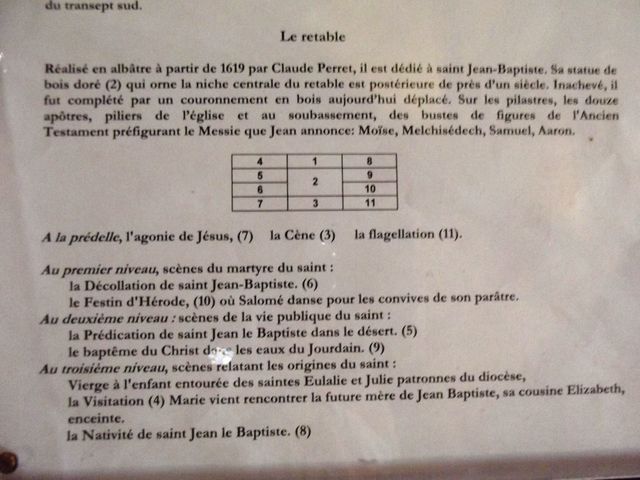 du transept sud.
Le retable
Réalisé en albâtre à partir de 1619 par Claude Perret, il est dédié à saint Jean-Baptiste. Sa statue de
bois doré (2) qui orne la niche centrale du retable est postérieure de près d'un siècle. Inachevé, il
fut complété par un couronnement en bois aujourd'hui déplacé. Sur les pilastres, les douze
apôtres, piliers de l'église et au soubassement, des bustes de figures de l'Ancien
Testament préfigurant le Messie que Jean annonce: Moïse, Melchisédech, Samuel, Aaron.
4 1 8
5 2 9
6 10
7 3 11
A la prédelle, l'agonie de Jésus, (7) la Cène (3) la flagellation (11).
Au premier niveau, scènes du martyre du saint :
la Décollation de saint Jean-Baptiste. (6)
le Festin d'Hérode, (10) où Salomé danse pour les convives de son parâtre.
Au deuxième niveau : scènes de la vie publique du saint :
la Prédication de saint Jean le Baptiste dans le désert. (5)
le baptême du Christ les eaux du Jourdain. (9)
Au troisième niveau, scènes relatant les origines du saint :
Vierge à l'enfant entourée des saintes Eulalie et Julie patronnes du diocèse,
la Visitation (4) Marie vient rencontrer la future mère de Jean Baptiste, sa cousine Elizabeth,
enceinte.
la Nativité de saint Jean le Baptiste. (8)